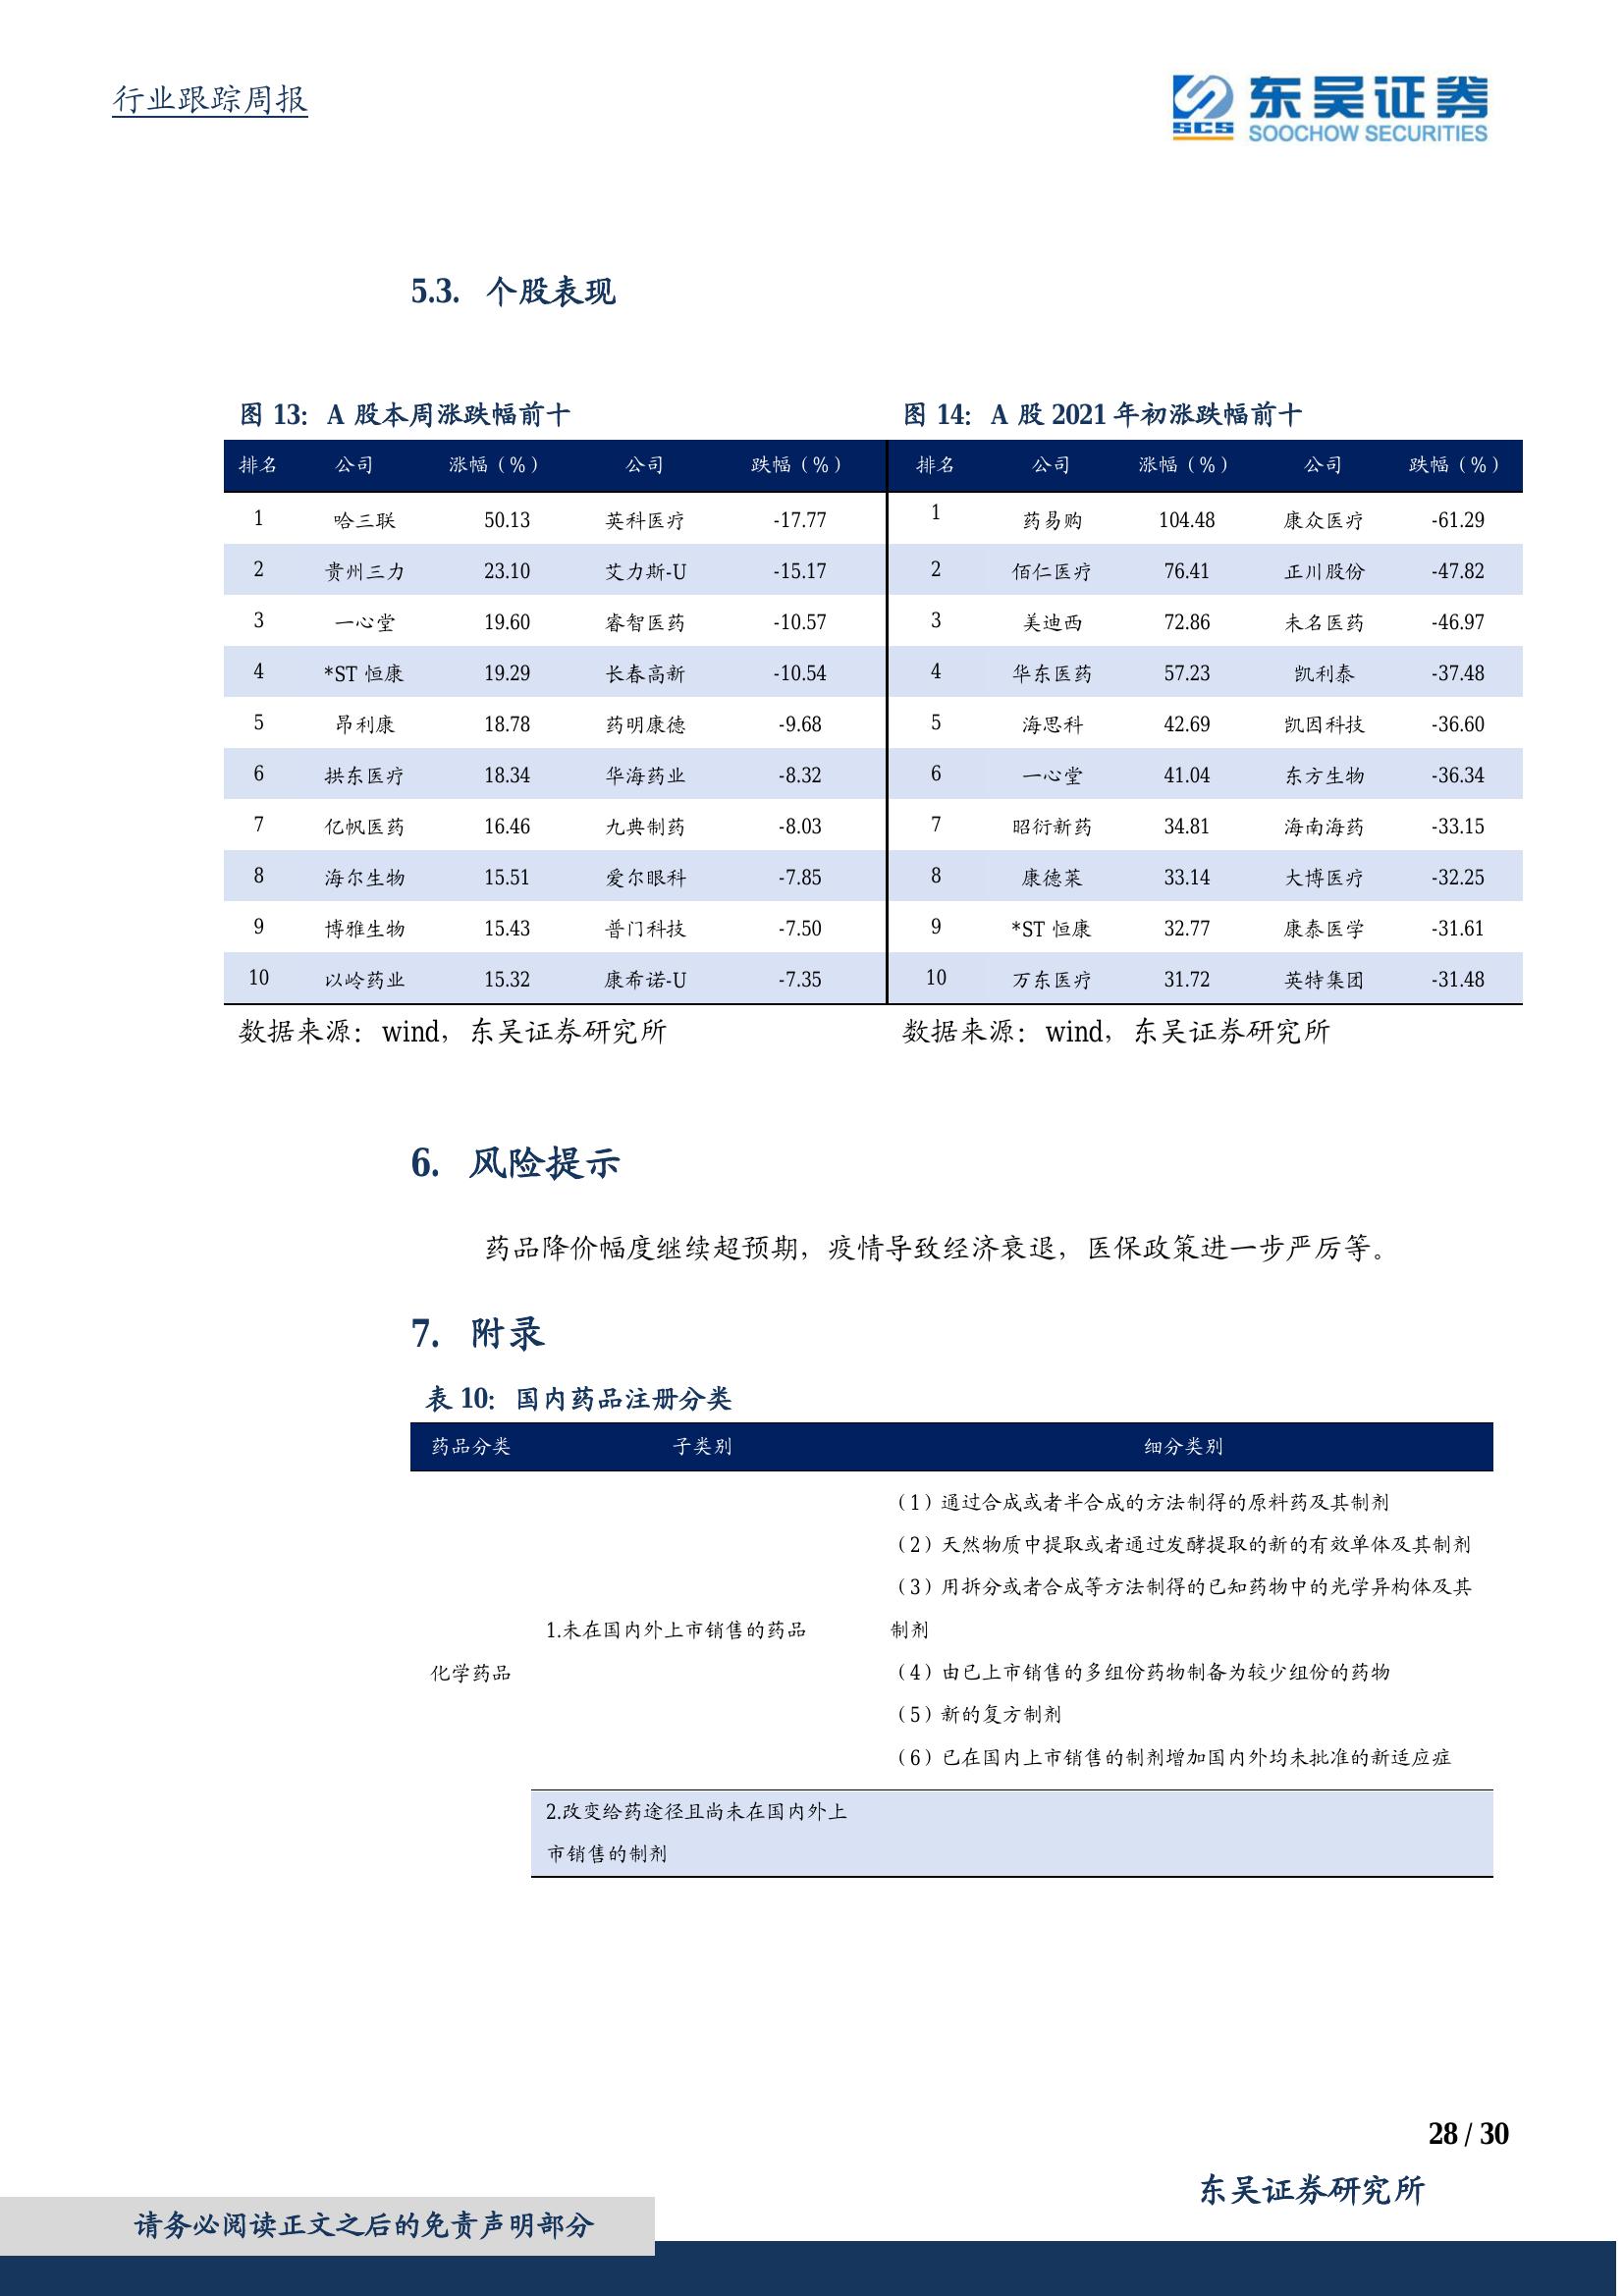 行业跟踪周报
SCS 东吴证券
SOOCHOW SECURITIES
5.3. 个股表现
图 13： A 股本周涨跌幅前十
排名 公司 涨幅（%） 公司 跌幅（%）
1 哈三联 50.13 英科医疗 -17.77
2 贵州三力 23.10 艾力斯-U -15.17
3 一心堂 19.60 睿智医药 -10.57
4 *ST 恒康 19.29 长春高新 -10.54
5 昂利康 18.78 药明康德 -9.68
6 拱东医疗 18.34 华海药业 -8.32
7 亿帆医药 16.46 九典制药 -8.03
8 海尔生物 15.51 爱尔眼科 -7.85
9 博雅生物 15.43 普门科技 -7.50
10 以岭药业 15.32 康希诺-U -7.35
数据来源：wind，东吴证券研究所
图 14： A 股 2021 年初涨跌幅前十
排名 公司 涨幅（%） 公司 跌幅（%）
1 药易购 104.48 康众医疗 -61.29
2 佰仁医疗 76.41 正川股份 -47.82
3 美迪西 72.86 未名医药 -46.97
4 华东医药 57.23 凯利泰 -37.48
5 海思科 42.69 凯因科技 -36.60
6 一心堂 41.04 东方生物 -36.34
7 昭衍新药 34.81 海南海药 -33.15
8 康德莱 33.14 大博医疗 -32.25
9 *ST 恒康 32.77 康泰医学 -31.61
10 万东医疗 31.72 英特集团 -31.48
数据来源：wind，东吴证券研究所
6. 风险提示
药品降价幅度继续超预期，疫情导致经济衰退，医保政策进一步严厉等。
7. 附录
表 10：国内药品注册分类
药品分类 子类别 细分类别
化学药品
1.未在国内外上市销售的药品
（1）通过合成或者半合成的方法制得的原料药及其制剂
（2）天然物质中提取或者通过发酵提取的新的有效单体及其制剂
（3）用拆分或者合成等方法制得的已知药物中的光学异构体及其
制剂
（4）由已上市销售的多组份药物制备为较少组份的药物
（5）新的复方制剂
（6）已在国内上市销售的制剂增加国内外均未批准的新适应症
2.改变给药途径且尚未在国内外上
市销售的制剂
28 / 30
东吴证券研究所
请务必阅读正文之后的免责声明部分